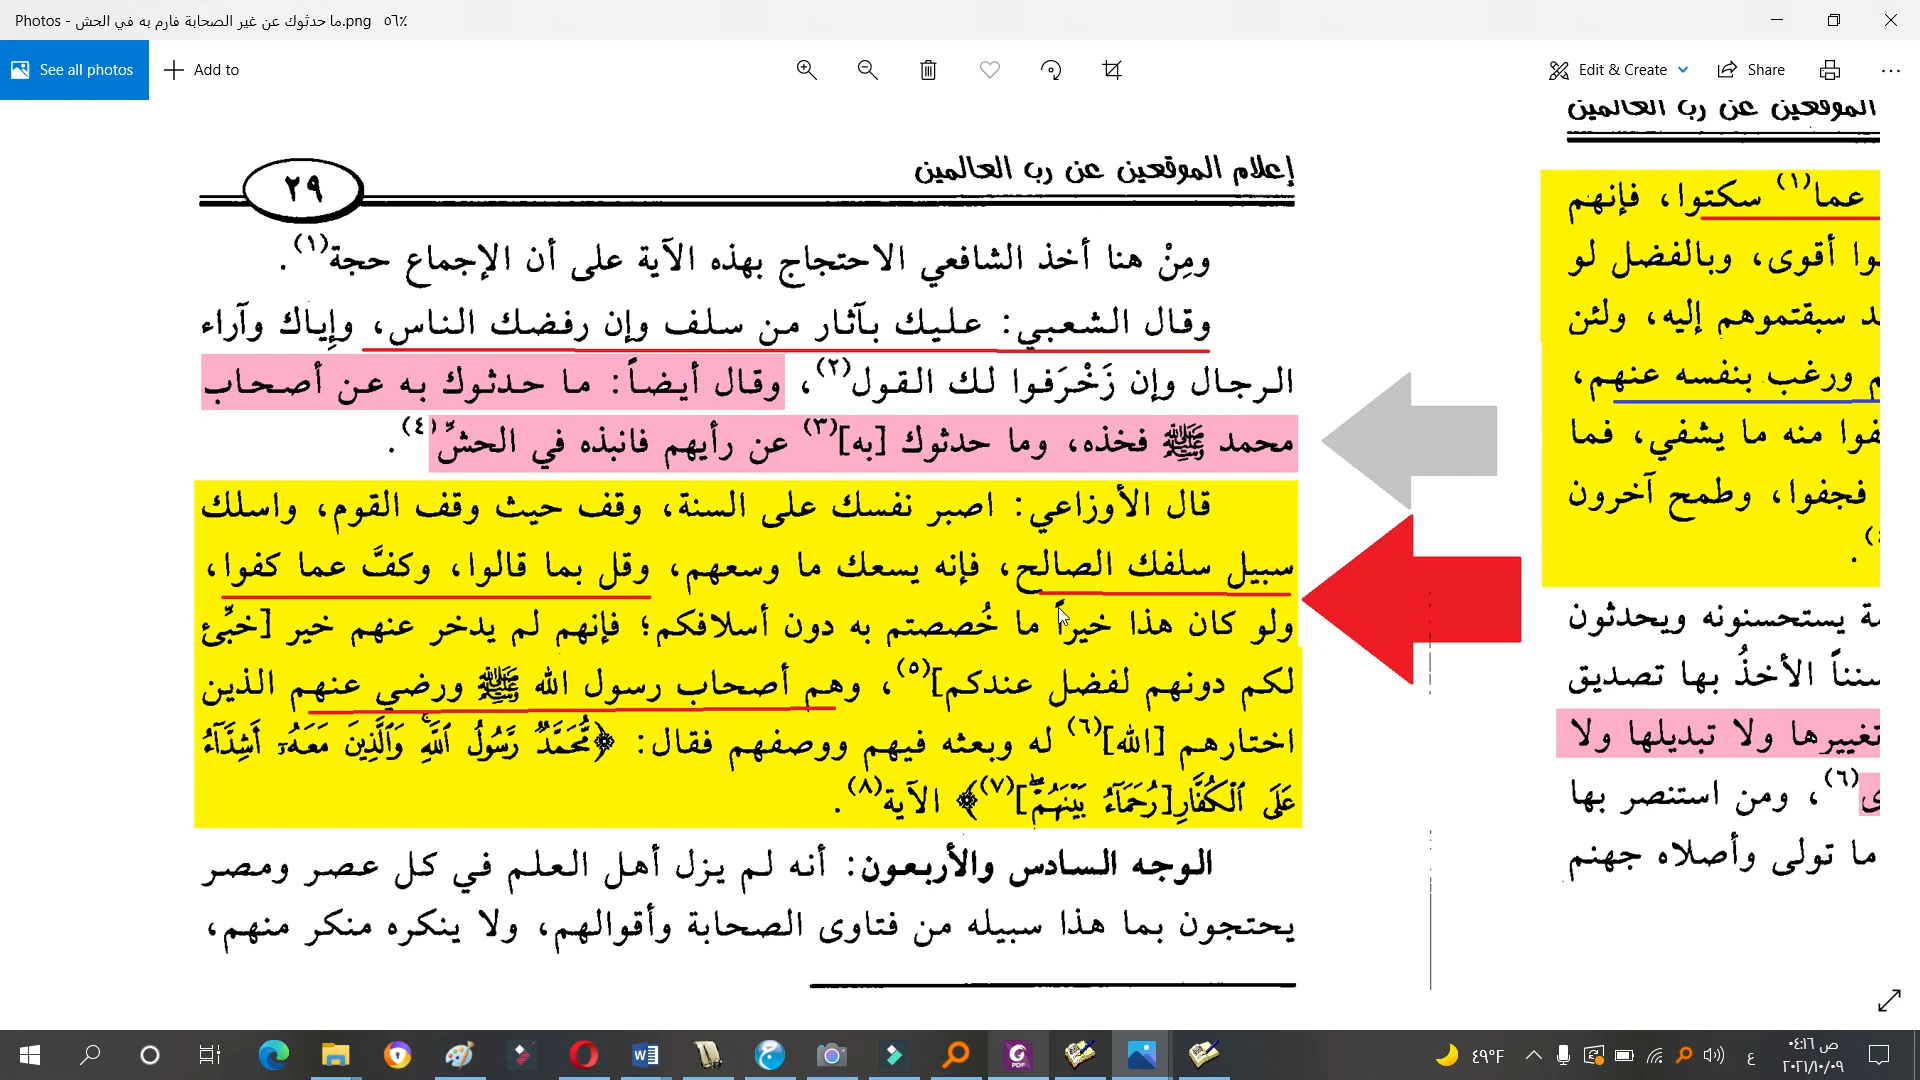 Photos - ما حدثوك عن غير الصحابة فارم به في الحش.png ٥٦٪
See all photos
Add to
Edit & Create
Share
إعلام الموقعين عن رب العالمين
٢٩
ومِنْ هنا أخذ الشافعي الاحتجاج بهذه الآية على أن الإجماع حجة(١).
وقال الشعبي: عليك بآثار من سلف وإن رفضك الناس، وإِياك وآراء
الرجال وإن زَخْرَفوا لك القول(٢)، وقال أيضاً: ما حدثوك به عن أصحاب
محمد ﷺ فخذه، وما حدثوك [به](٣) عن رأيهم فانبذه في الحشِّ(٤).
قال الأوزاعي: اصبر نفسك على السنة، وقف حيث وقف القوم، واسلك
سبيل سلفك الصالح، فإنه يسعك ما وسعهم، وقل بما قالوا، وكفَّ عما كفوا،
ولو كان هذا خيراً ما خُصصتم به دون أسلافكم؛ فإنهم لم يدخر عنهم خير [خبِّئ
لكم دونهم لفضل عندكم](٥)، وهم أصحاب رسول الله ﷺ ورضي عنهم الذين
اختارهم [الله](٦) له وبعثه فيهم ووصفهم فقال: ﴿مُّحَمَّدٌ رَّسُولُ ٱللَّهِ وَٱلَّذِينَ مَعَهُۥٓ أَشِدَّآءُ
عَلَى ٱلْكُفَّارِ[رُحَمَآءُ بَيْنَهُمْۖ](٧)﴾ الآية(٨).
الوجه السادس والأربعون: أنه لم يزل أهل العلم في كل عصر ومصر
يحتجون بما هذا سبيله من فتاوى الصحابة وأقوالهم، ولا ينكره منكر منهم،
الموقعين عن رب العالمين
عما(١) سكتوا، فإنهم
وا أقوى، وبالفضل لو
د سبقتموهم إليه، ولئن
م ورغب بنفسه عنهم،
فوا منه ما يشفي، فما
فجفوا، وطمح آخرون
.
يستحسنونه ويحدثون
سنناً الأخذُ بها تصديق
تغييرها ولا تبديلها ولا
ى(٦)، ومن استنصر بها
ما تولى وأصلاه جهنم
٤٩°F
ع
٠٤:١٦ ص
٢٠٢١/١٠/٠٩